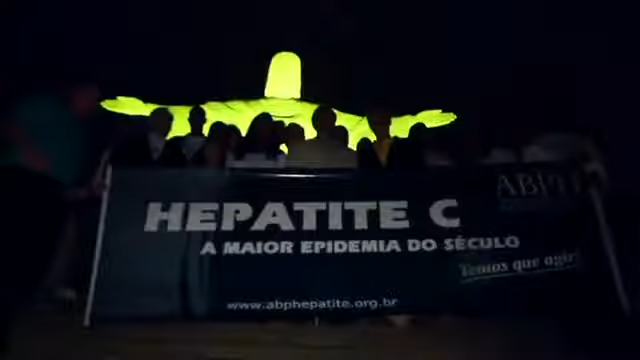 HEPATITE C
A MAIOR EPIDEMIA DO SÉCULO
Temos que agir!
www.abphepatite.org.br